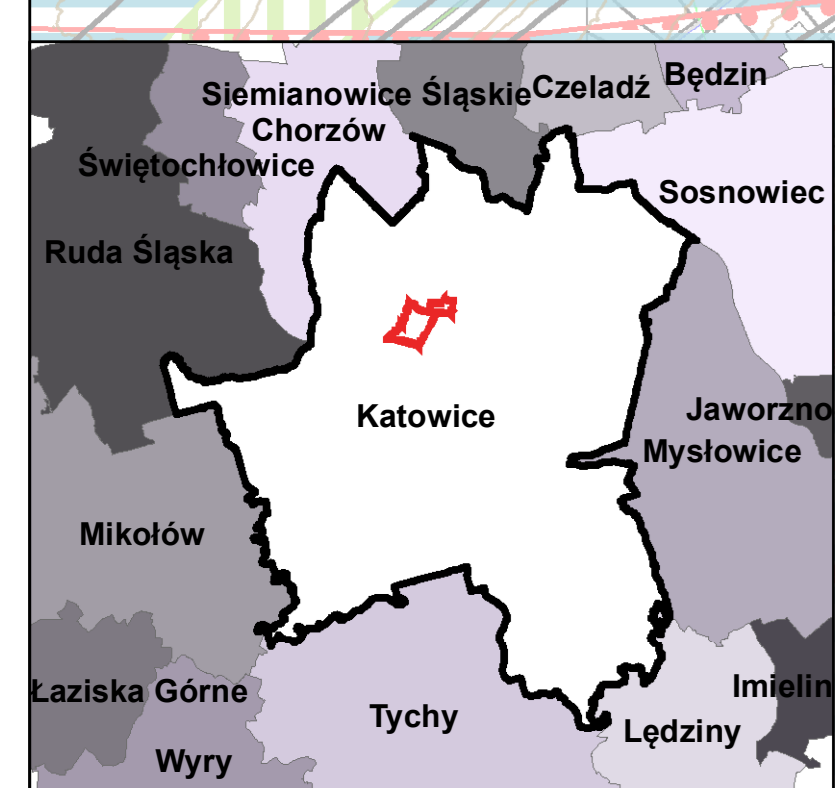 Będzin
Siemianowice Śląskie
Czeladź
Chorzów
Świętochłowice
Sosnowiec
Ruda Śląska
Katowice
Jaworzno
Mysłowice
Mikołów
Łaziska Górne
Imielin
Tychy
Lędziny
Wyry